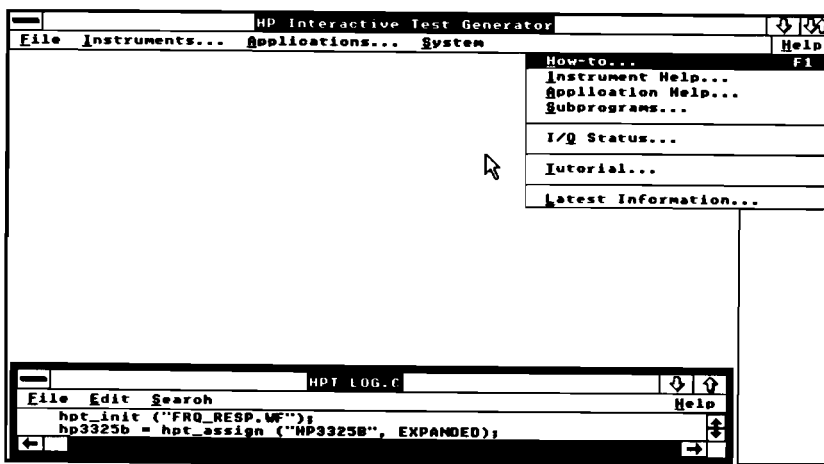 HP Interactive Test Generator
File Instruments... Applications... System Help
How-to... F1
Instrument Help...
Application Help...
Subprograms...
I/Q Status...
Tutorial...
Latest Information...
HPT LOG.C
File Edit Search Help
hpt_init ("FRQ_RESP.WF");
hp3325b = hpt_assign ("HP3325B", EXPANDED);